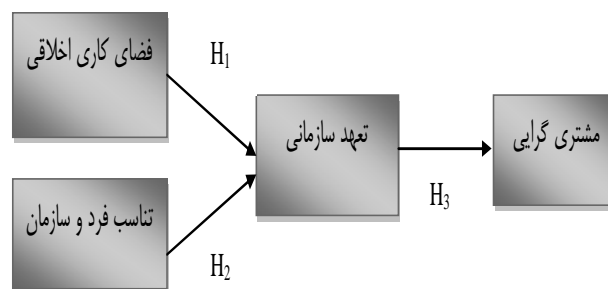 فضای کاری اخلاقی
H₁
تعهد سازمانی
مشتری گرایی
H₃
تناسب فرد و سازمان
H₂